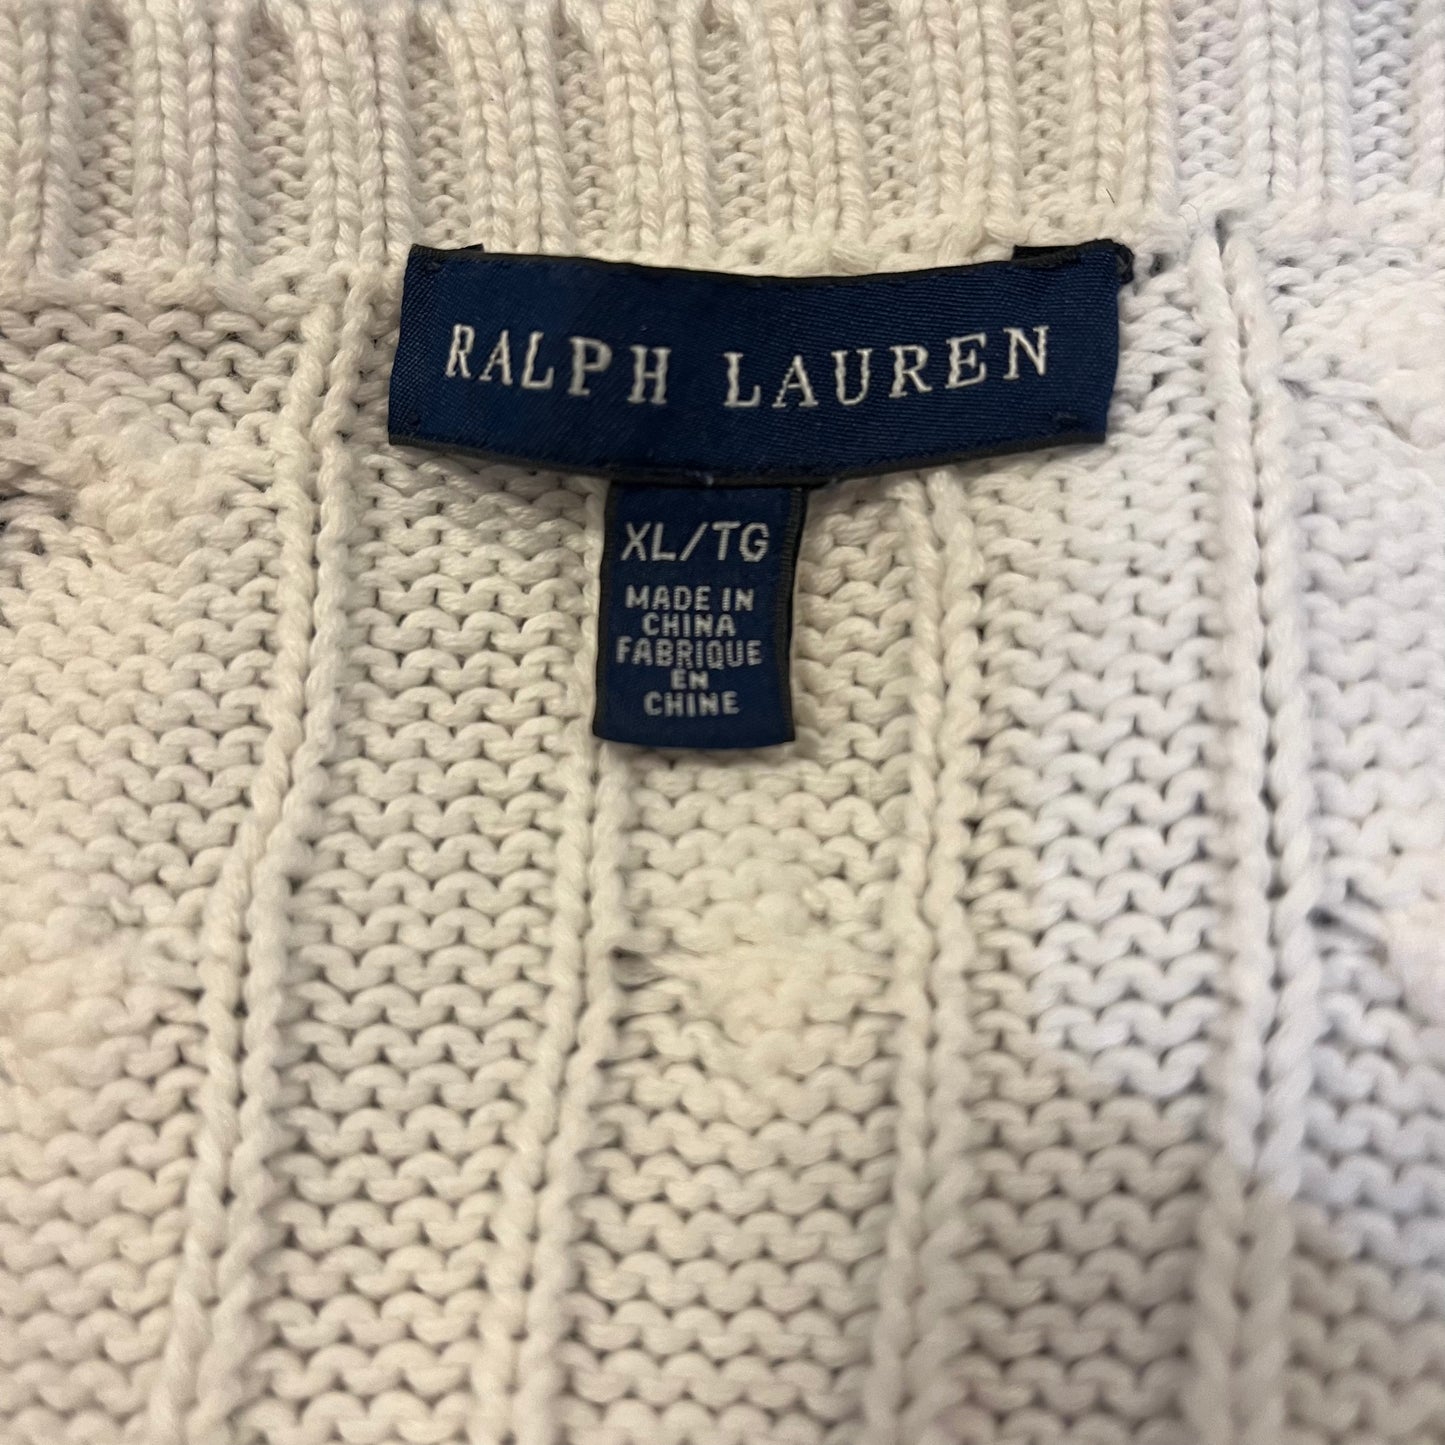 RALPH LAUREN
XL/TG
MADE IN
CHINA
FABRIQUE
EN
CHINE